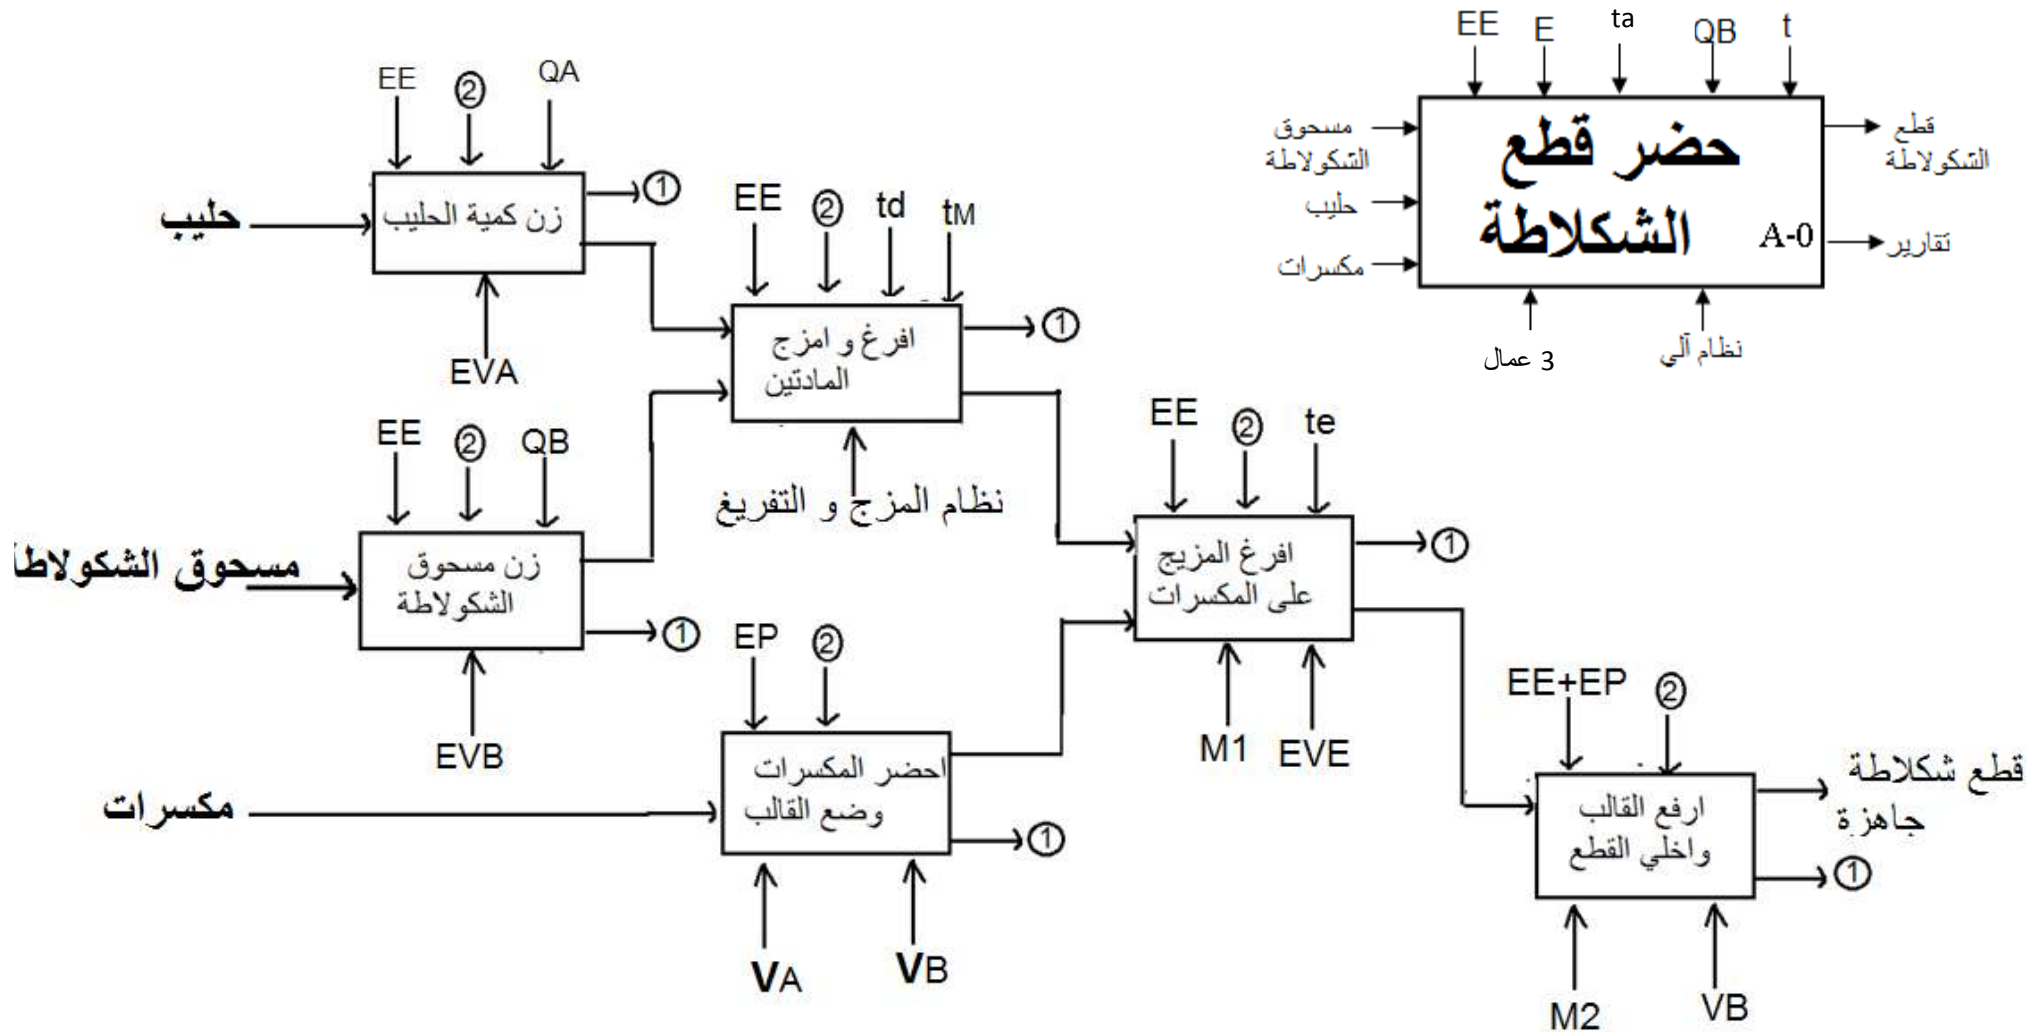 EE
E
ta
QB
t
مسحوق
الشكولاطة
حليب
مكسرات
حضر قطع
الشكلاطة
A-0
قطع
الشكولاطة
تقارير
3 عمال
نظام آلي
EE
2
QA
حليب
زن كمية الحليب
1
EVA
EE
2
td
tM
افرغ و امزج
المادتين
1
نظام المزج و التفريغ
EE
2
QB
مسحوق الشكولاطة
زن مسحوق
الشكولاطة
1
EVB
EE
2
te
افرغ المزيج
على المكسرات
1
M1
EVE
EP
2
مكسرات
احضر المكسرات
وضع القالب
1
VA
VB
EE+EP
2
ارفع القالب
واخلي القطع
قطع شكلاطة
جاهزة
1
M2
VB